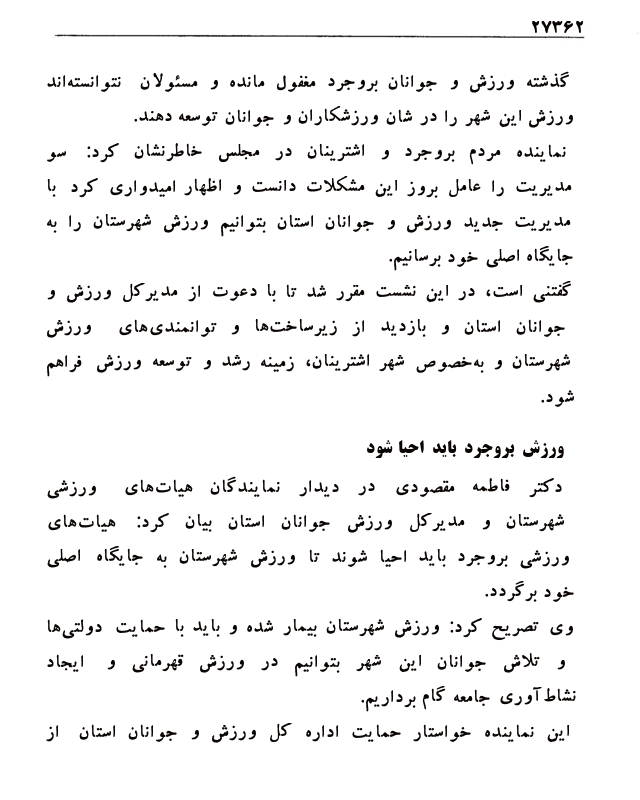 ۲۷۳۶۲
گذشته ورزش و جوانان بروجرد مغفول مانده و مسئولان نتوانسته‌اند
ورزش این شهر را در شان ورزشکاران و جوانان توسعه دهند.
نماینده مردم بروجرد و اشترینان در مجلس خاطرنشان کرد: سو
مدیریت را عامل بروز این مشکلات دانست و اظهار امیدواری کرد با
مدیریت جدید ورزش و جوانان استان بتوانیم ورزش شهرستان را به
جایگاه اصلی خود برسانیم.
گفتنی است، در این نشست مقرر شد تا با دعوت از مدیرکل ورزش و
جوانان استان و بازدید از زیرساخت‌ها و توانمندی‌های ورزش
شهرستان و به‌خصوص شهر اشترینان، زمینه رشد و توسعه ورزش فراهم
شود.
ورزش بروجرد باید احیا شود
دکتر فاطمه مقصودی در دیدار نمایندگان هیات‌های ورزشی
شهرستان و مدیرکل ورزش جوانان استان بیان کرد: هیات‌های
ورزشی بروجرد باید احیا شوند تا ورزش شهرستان به جایگاه اصلی
خود برگردد.
وی تصریح کرد: ورزش شهرستان بیمار شده و باید با حمایت دولتی‌ها
و تلاش جوانان این شهر بتوانیم در ورزش قهرمانی و ایجاد
نشاط‌آوری جامعه گام برداریم.
این نماینده خواستار حمایت اداره کل ورزش و جوانان استان از